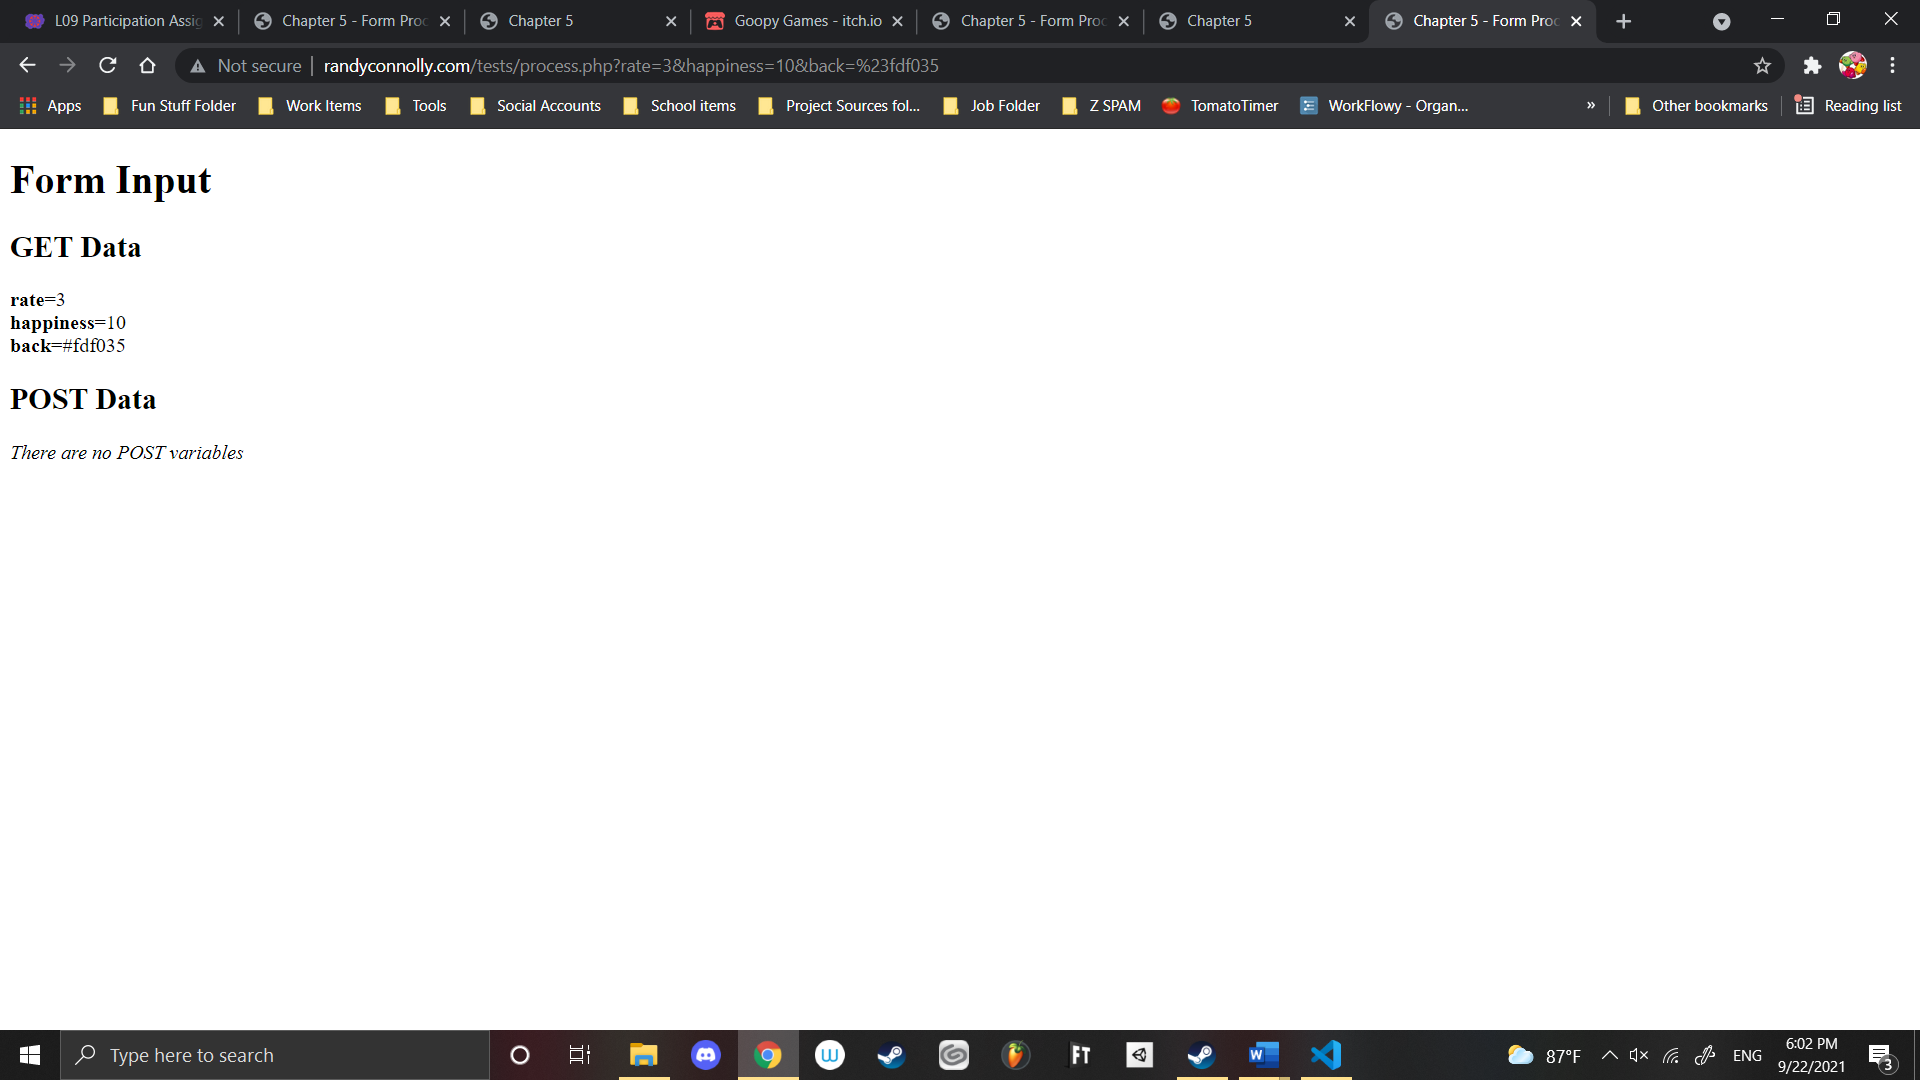 L09 Participation Assig
Chapter 5 - Form Proc
Chapter 5
Goopy Games - itch.io
Chapter 5 - Form Proc
Chapter 5
Chapter 5 - Form Proc
Not secure
randyconnolly.com/tests/process.php?rate=3&happiness=10&back=%23fdf035
Apps
Fun Stuff Folder
Work Items
Tools
Social Accounts
School items
Project Sources fol...
Job Folder
Z SPAM
TomatoTimer
WorkFlowy - Organ...
»
Other bookmarks
Reading list
Form Input
GET Data
rate=3
happiness=10
back=#fdf035
POST Data
There are no POST variables
Type here to search
W
FT
W
87°F
ENG
6:02 PM
9/22/2021
3